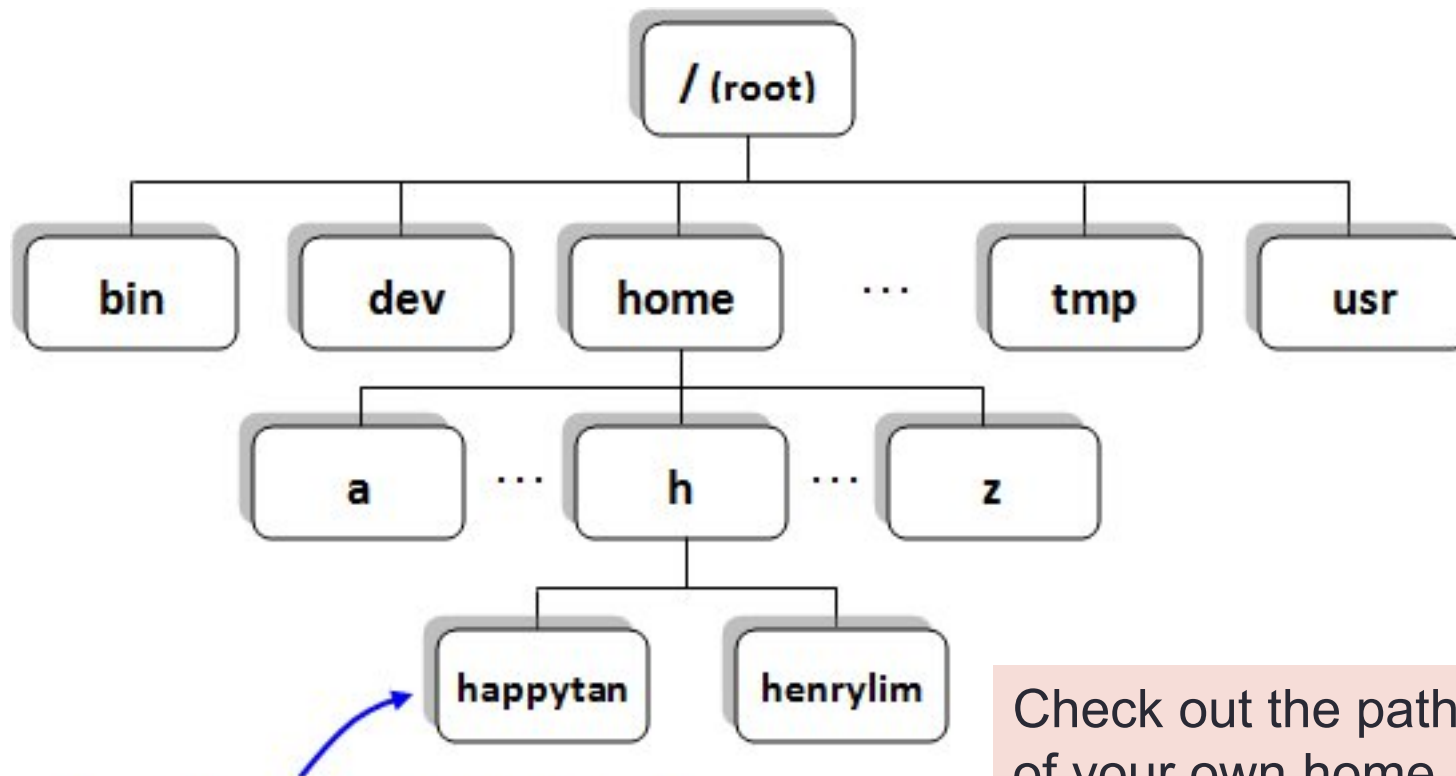 / (root)
bin dev home ... tmp usr
a ... h ... z
happytan henrylim
Check out the path
of your own home